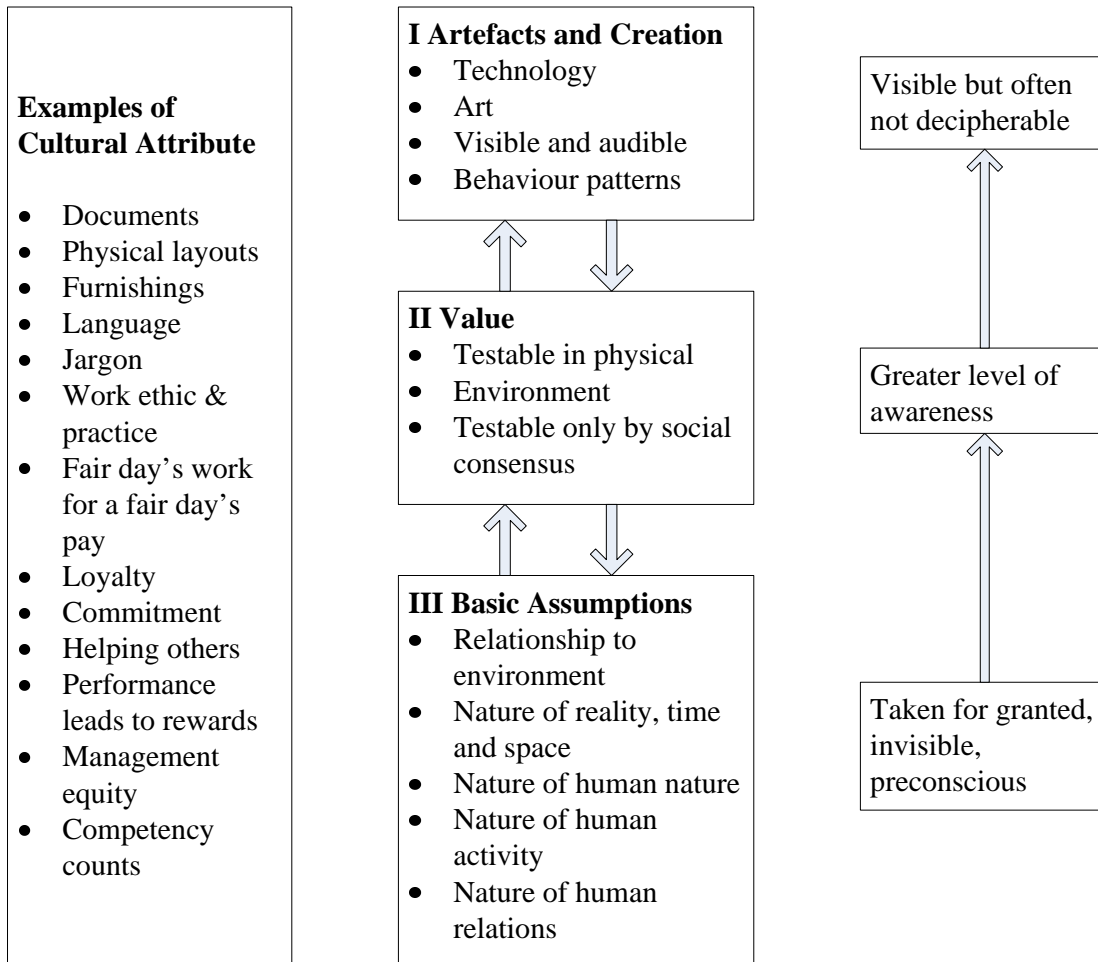 Examples of
Cultural Attribute
• Documents
• Physical layouts
• Furnishings
• Language
• Jargon
• Work ethic &
practice
• Fair day’s work
for a fair day’s
pay
• Loyalty
• Commitment
• Helping others
• Performance
leads to rewards
• Management
equity
• Competency
counts
I Artefacts and Creation
• Technology
• Art
• Visible and audible
• Behaviour patterns
II Value
• Testable in physical
• Environment
• Testable only by social
consensus
III Basic Assumptions
• Relationship to
environment
• Nature of reality, time
and space
• Nature of human nature
• Nature of human
activity
• Nature of human
relations
Visible but often
not decipherable
Greater level of
awareness
Taken for granted,
invisible,
preconscious